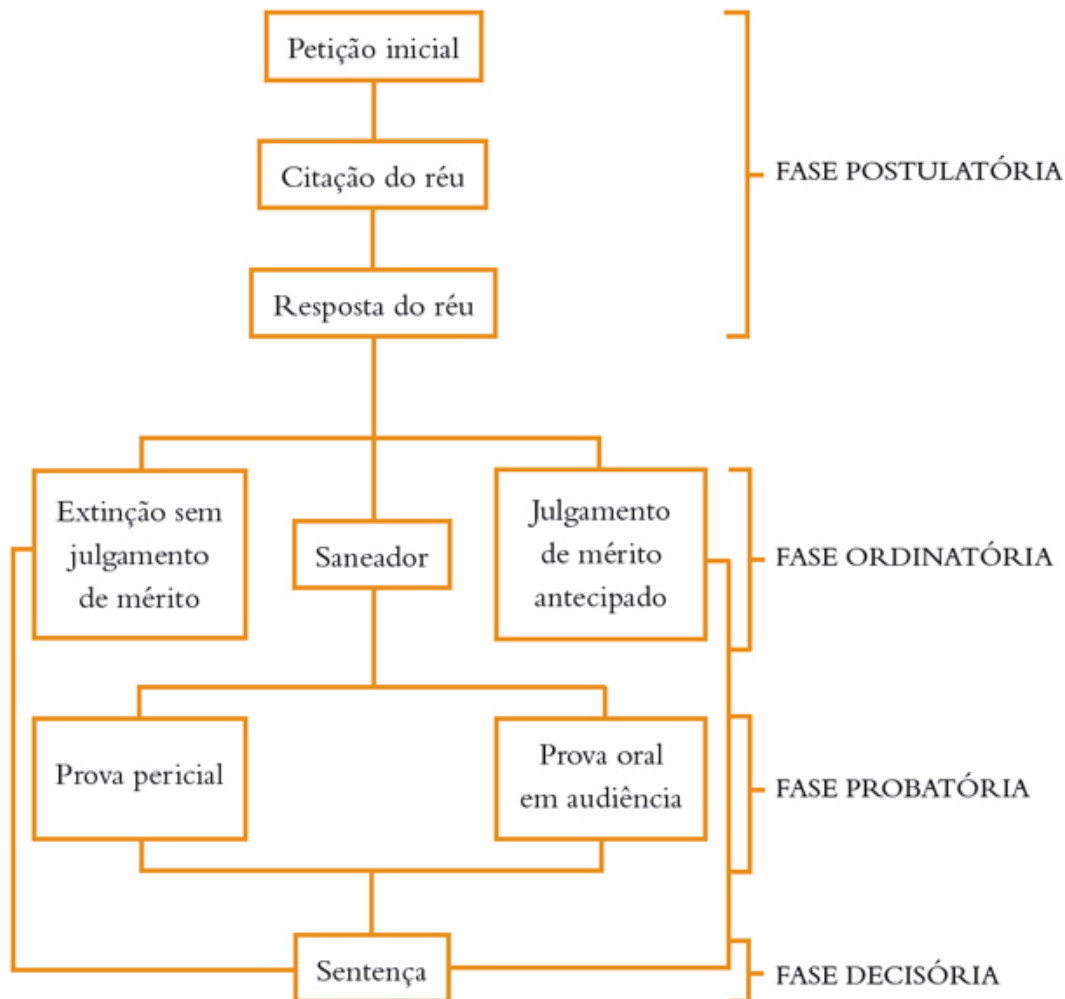 Petição inicial
Citação do réu
FASE POSTULATÓRIA
Resposta do réu
Extinção sem
julgamento
de mérito
Saneador
Julgamento
de mérito
antecipado
FASE ORDINATÓRIA
Prova pericial
Prova oral
em audiência
FASE PROBATÓRIA
Sentença
FASE DECISÓRIA